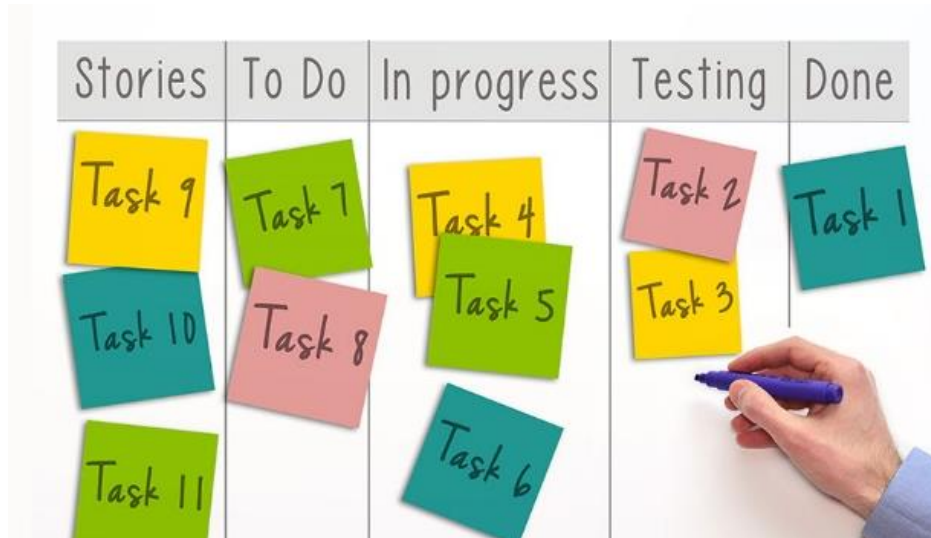 Stories To Do In progress Testing Done
Task 9
Task 10
Task 11
Task 7
Task 8
Task 4
Task 5
Task 6
Task 2
Task 3
Task 1